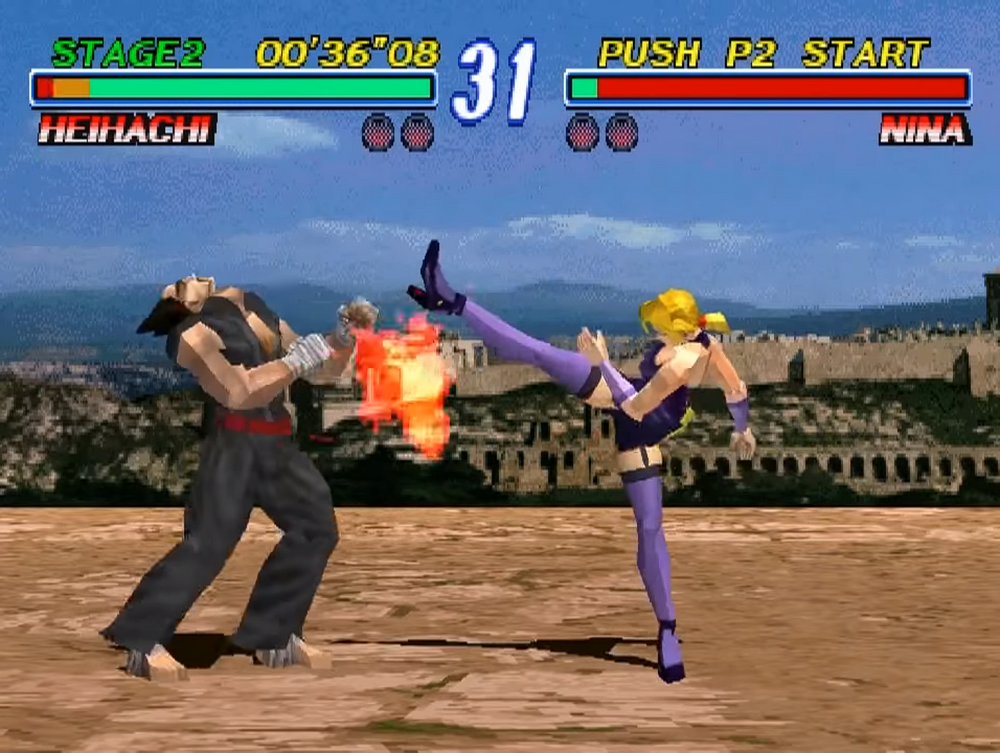 STAGE2 00'36"08 31 PUSH P2 START
HEIHACHI NINA